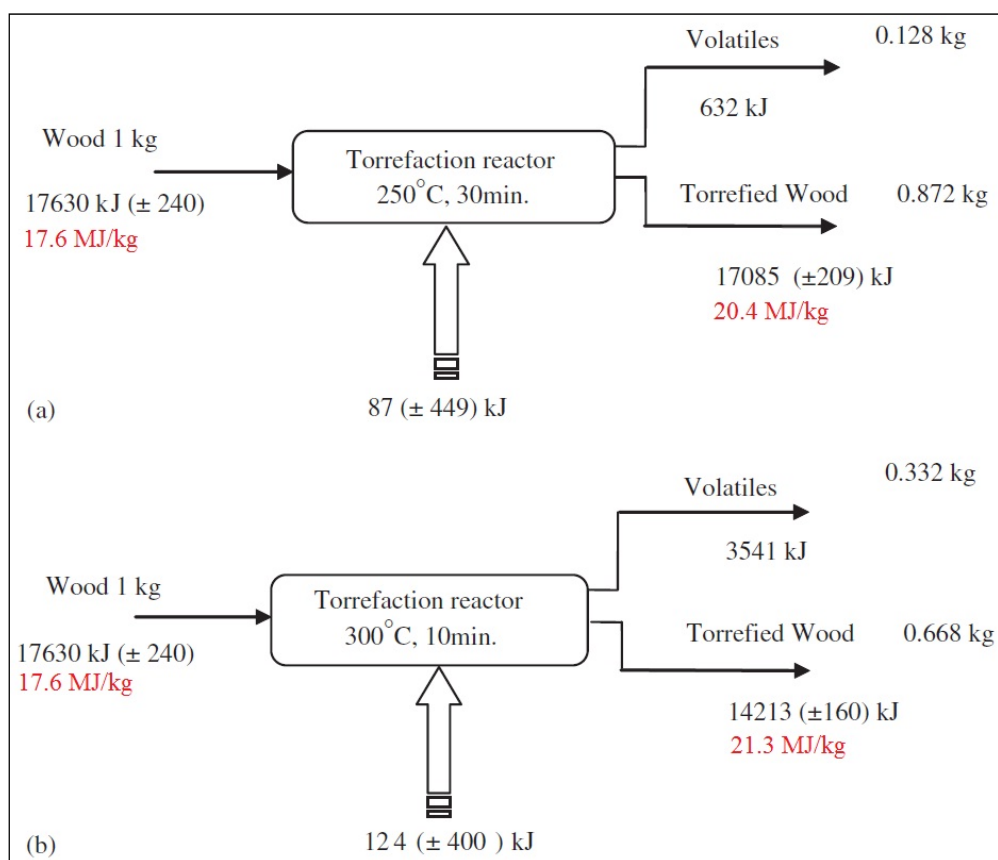 Volatiles 0.128 kg
632 kJ
Wood 1 kg
17630 kJ (± 240)
17.6 MJ/kg
Torrefaction reactor
250°C, 30min.
Torrefied Wood 0.872 kg
17085 (±209) kJ
20.4 MJ/kg
87 (± 449) kJ
(a)
Volatiles 0.332 kg
3541 kJ
Wood 1 kg
17630 kJ (± 240)
17.6 MJ/kg
Torrefaction reactor
300°C, 10min.
Torrefied Wood 0.668 kg
14213 (±160) kJ
21.3 MJ/kg
124 (± 400 ) kJ
(b)